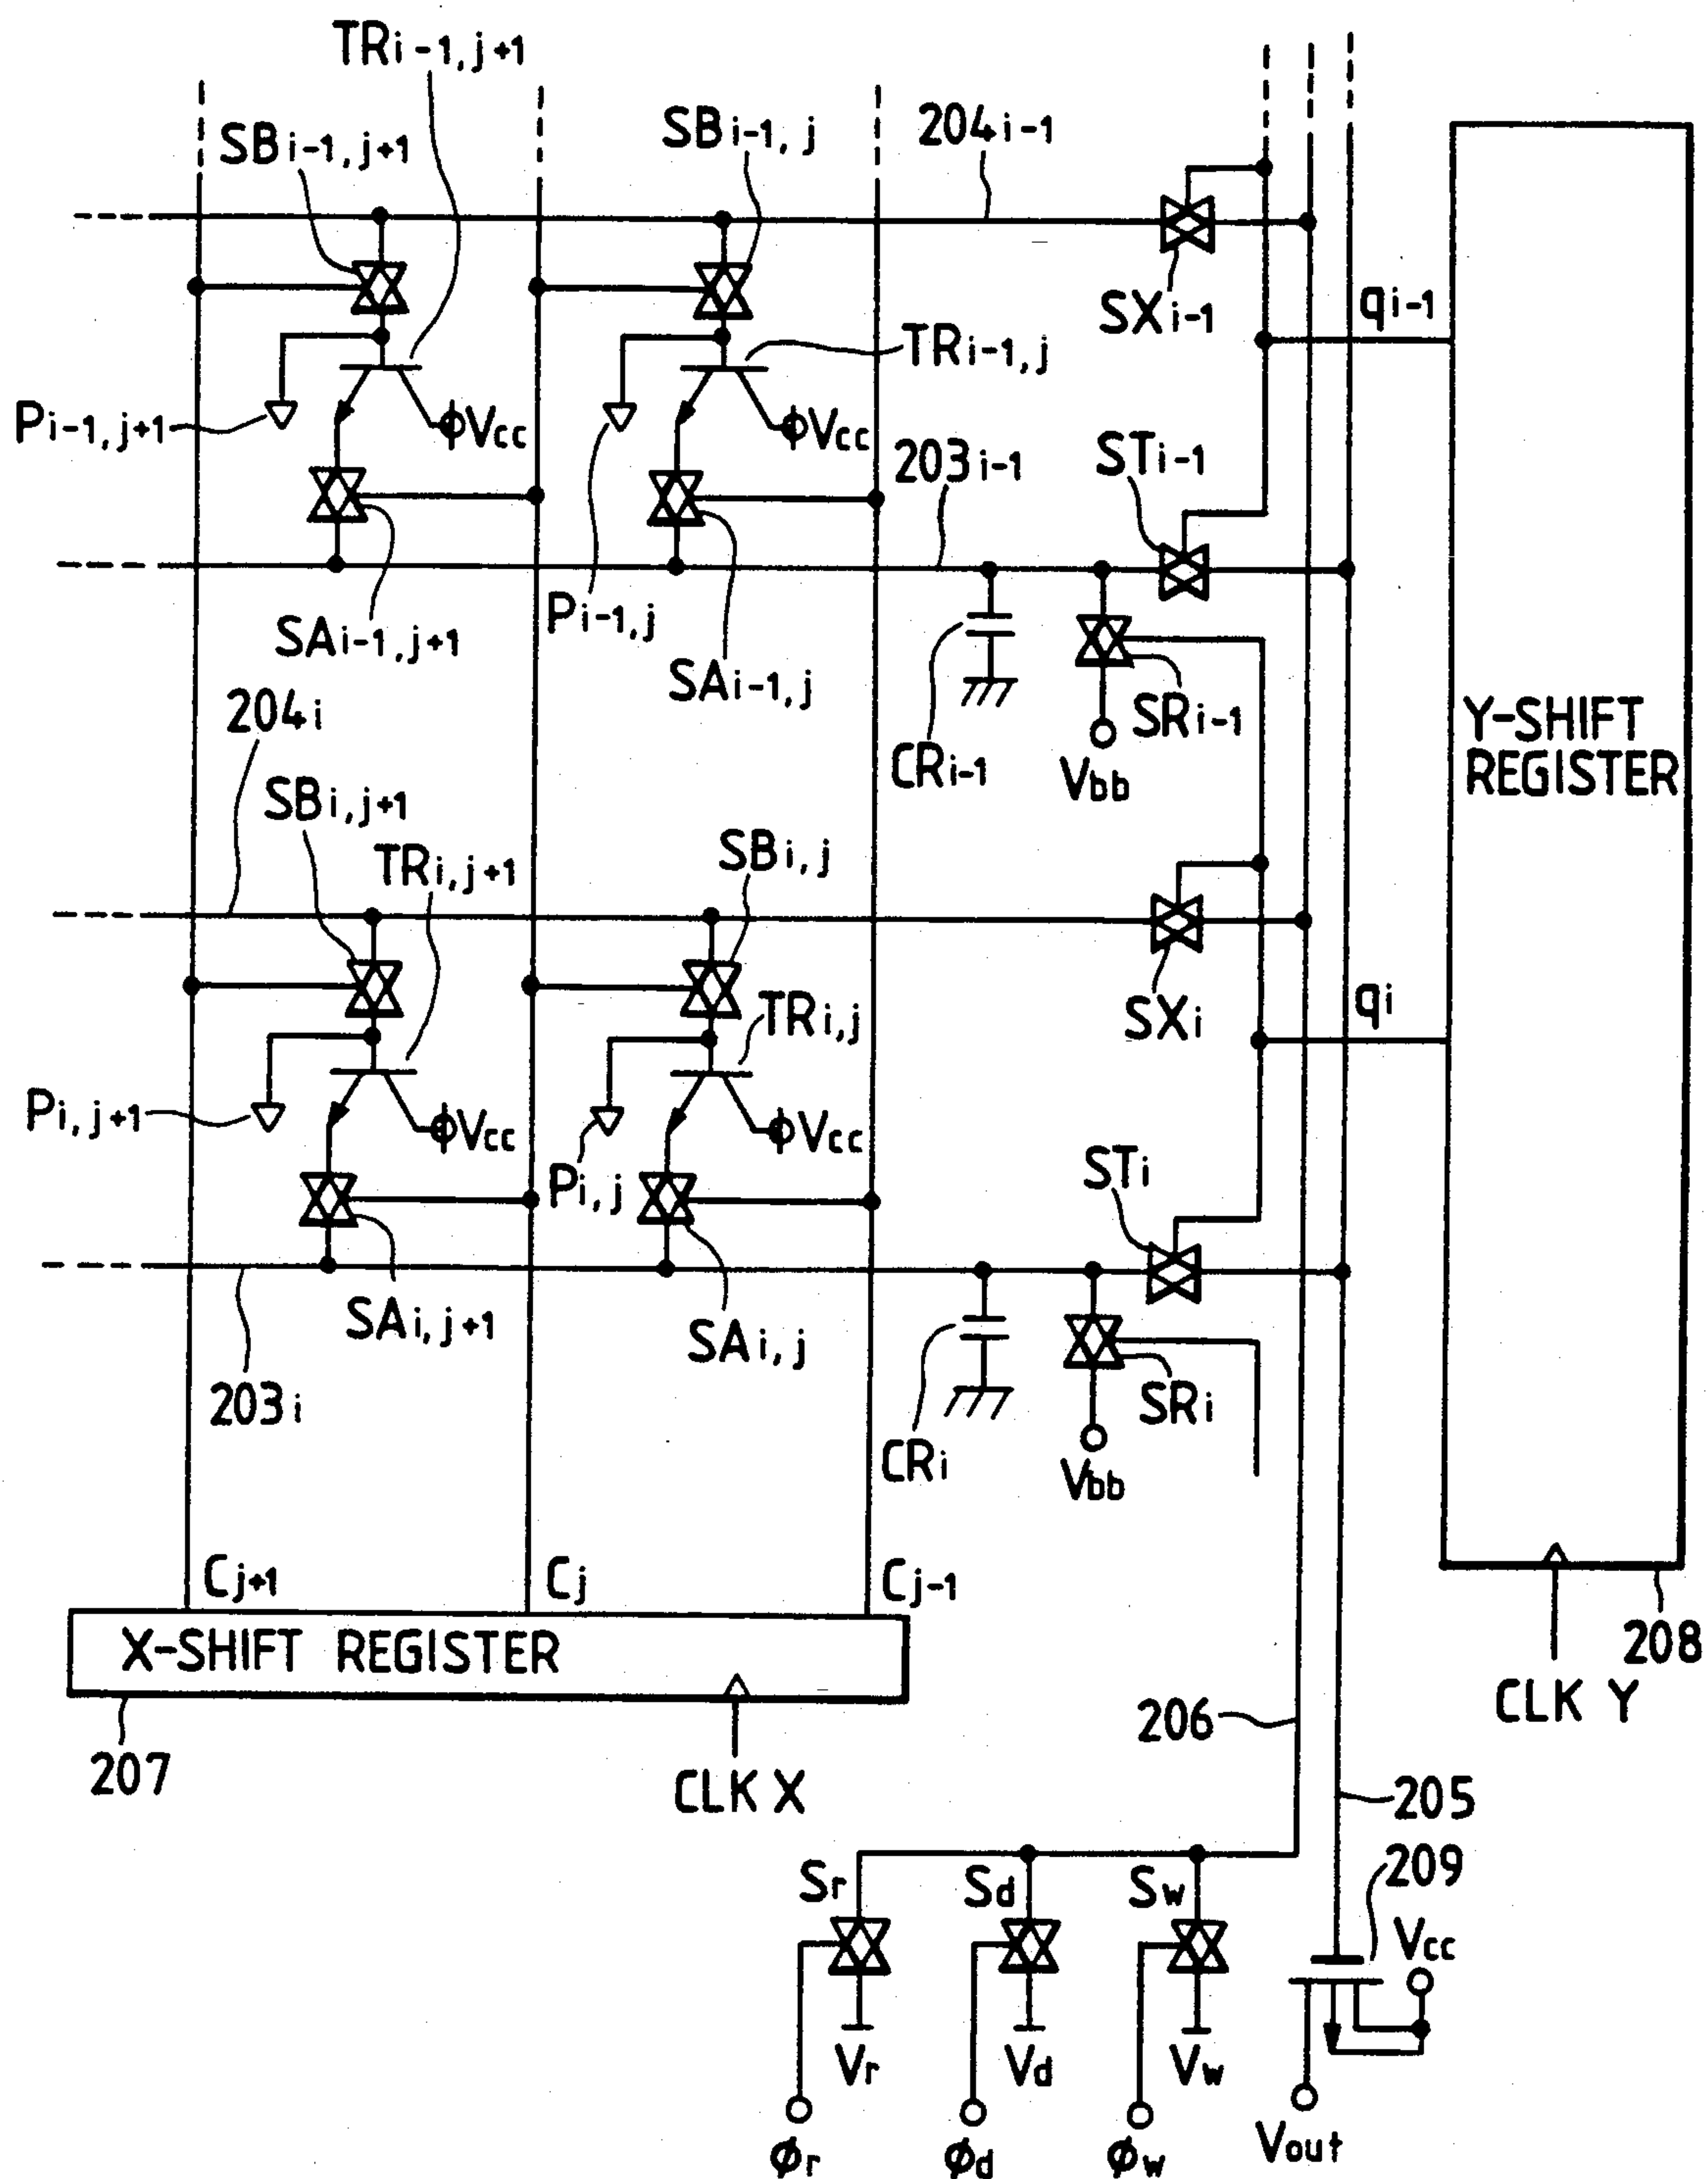 TRi-1,j+1
SBi-1,j+1
SBi-1,j
204i-1
SXi-1
qi-1
TRi-1,j
Pi-1,j+1
Vcc
Vcc
203i-1
STi-1
Pi-1,j
SAi-1,j+1
SAi-1,j
204i
CRi-1
Vbb
SRi-1
Y-SHIFT
REGISTER
SBi,j+1
TRi,j+1
SBi,j
TRi,j
SXi
qi
Pi,j+1
Vcc
Pi,j
Vcc
STi
SAi,j+1
SAi,j
203i
CRi
Vbb
SRi
Cj+1
Cj
Cj-1
X-SHIFT REGISTER
208
CLK Y
207
CLK X
206
205
209
Sr
Sd
Sw
Vcc
Vr
Vd
Vw
Vout
ϕr
ϕd
ϕw